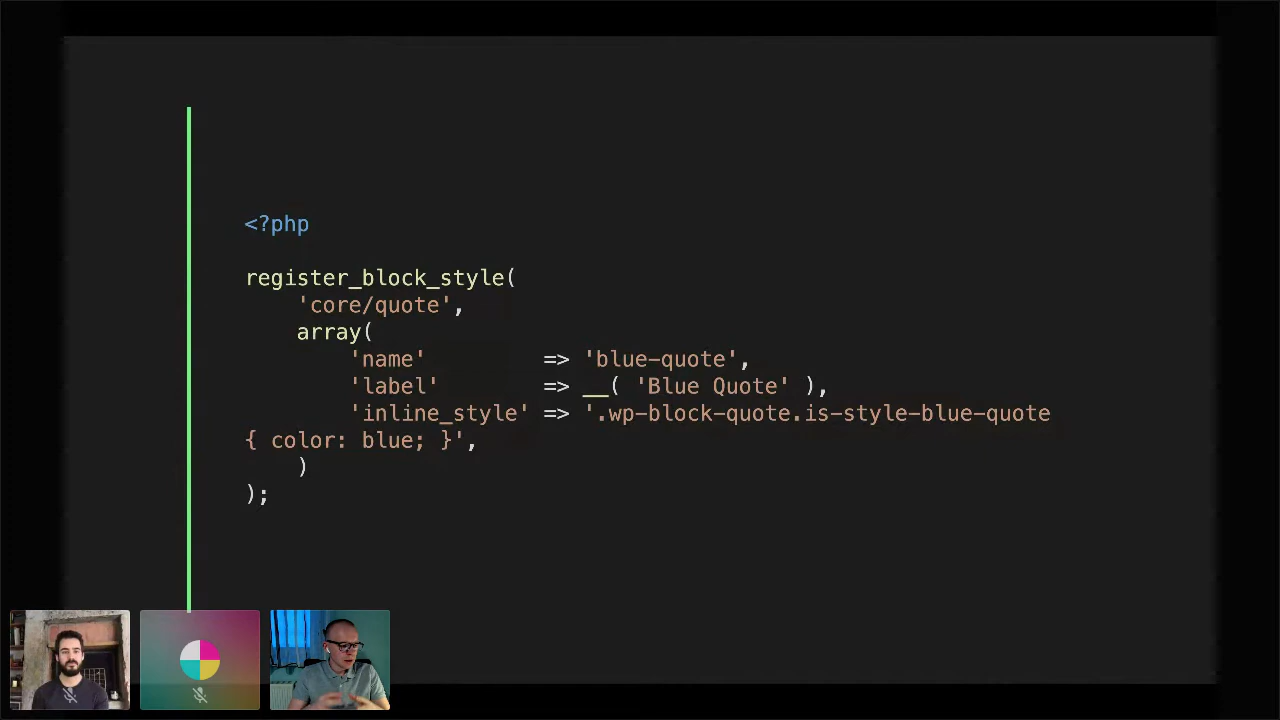 <?php
register_block_style(
'core/quote',
array(
'name' => 'blue-quote',
'label' => __( 'Blue Quote' ),
'inline_style' => '.wp-block-quote.is-style-blue-quote
{ color: blue; }',
)
);